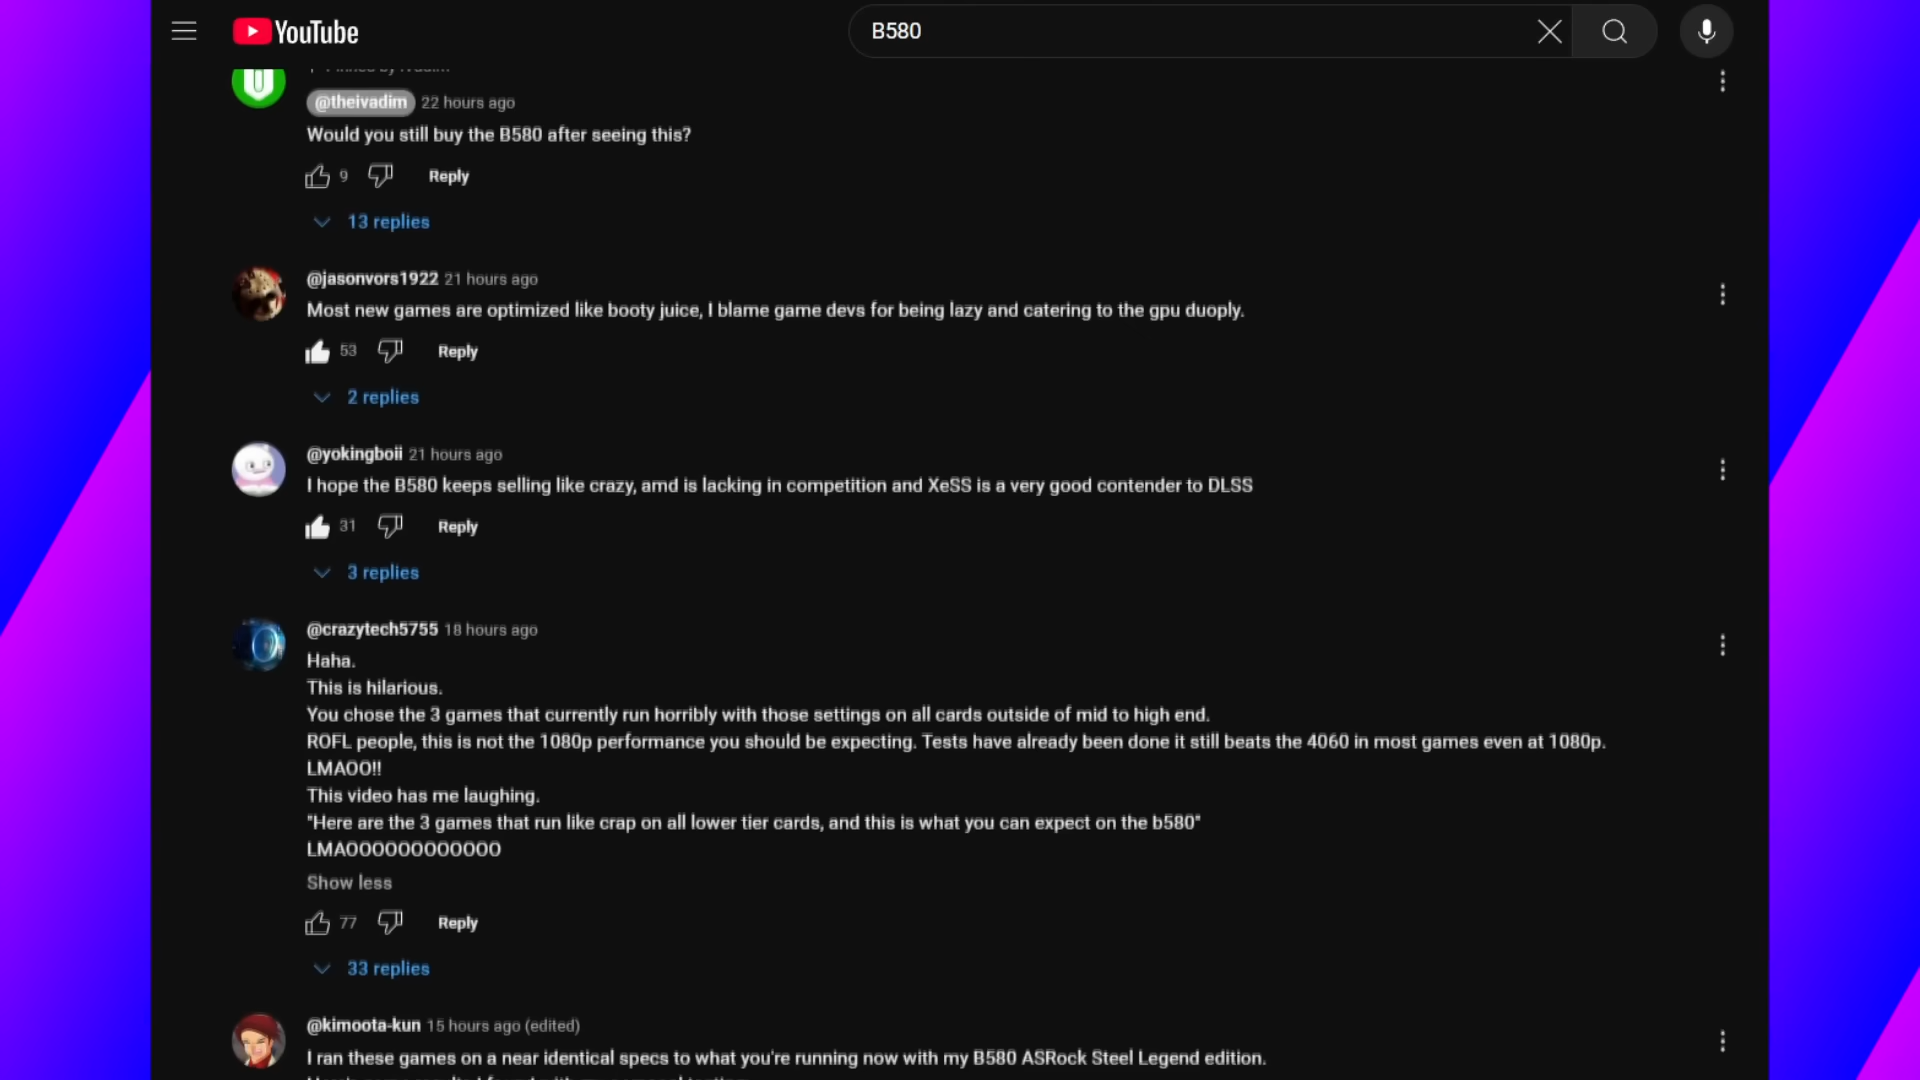 YouTube
B580
Pinned by ivadim
@theivadim 22 hours ago
Would you still buy the B580 after seeing this?
9 Reply
13 replies
@jasonvors1922 21 hours ago
Most new games are optimized like booty juice, I blame game devs for being lazy and catering to the gpu duoply.
53 Reply
2 replies
@yokingboii 21 hours ago
I hope the B580 keeps selling like crazy, amd is lacking in competition and XeSS is a very good contender to DLSS
31 Reply
3 replies
@crazytech5755 18 hours ago
Haha.
This is hilarious.
You chose the 3 games that currently run horribly with those settings on all cards outside of mid to high end.
ROFL people, this is not the 1080p performance you should be expecting. Tests have already been done it still beats the 4060 in most games even at 1080p.
LMAOO!!
This video has me laughing.
"Here are the 3 games that run like crap on all lower tier cards, and this is what you can expect on the b580"
LMAOOOOOOOOOOOO
Show less
77 Reply
33 replies
@kimoota-kun 15 hours ago (edited)
I ran these games on a near identical specs to what you're running now with my B580 ASRock Steel Legend edition.